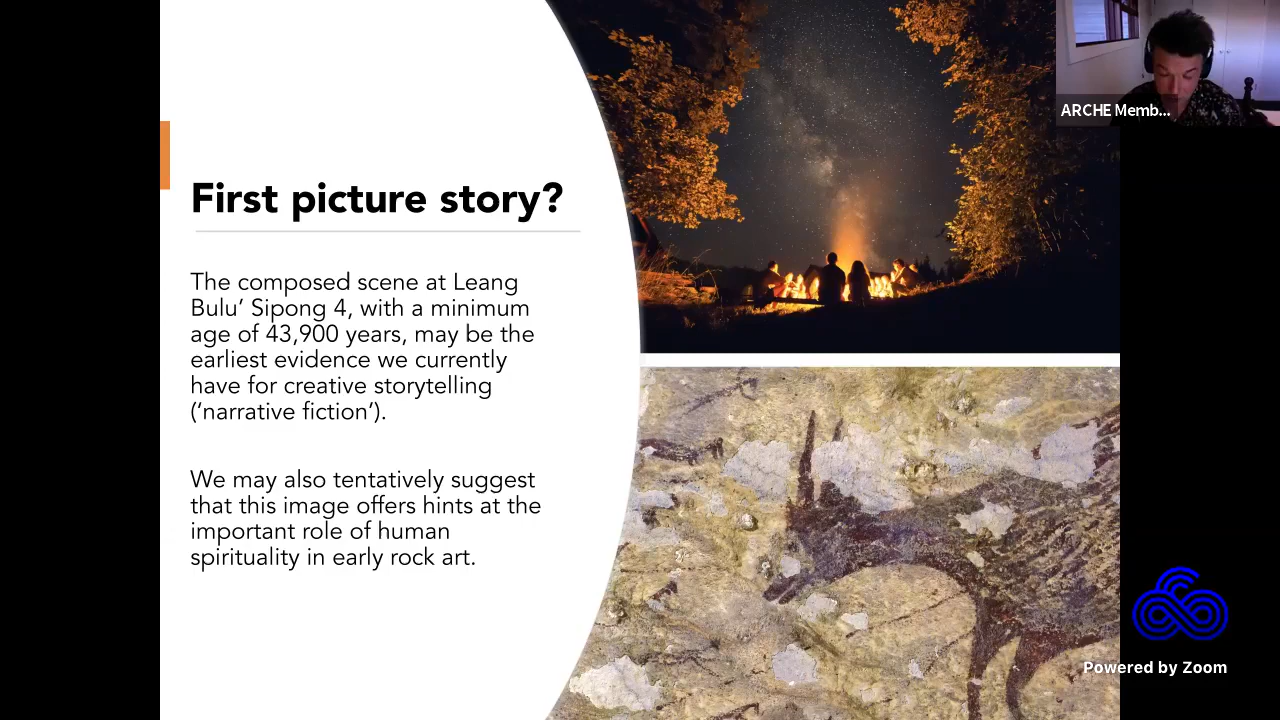 ARCHE Memb...
First picture story?
The composed scene at Leang
Bulu’ Sipong 4, with a minimum
age of 43,900 years, may be the
earliest evidence we currently
have for creative storytelling
(‘narrative fiction’).
We may also tentatively suggest
that this image offers hints at the
important role of human
spirituality in early rock art.
Powered by Zoom